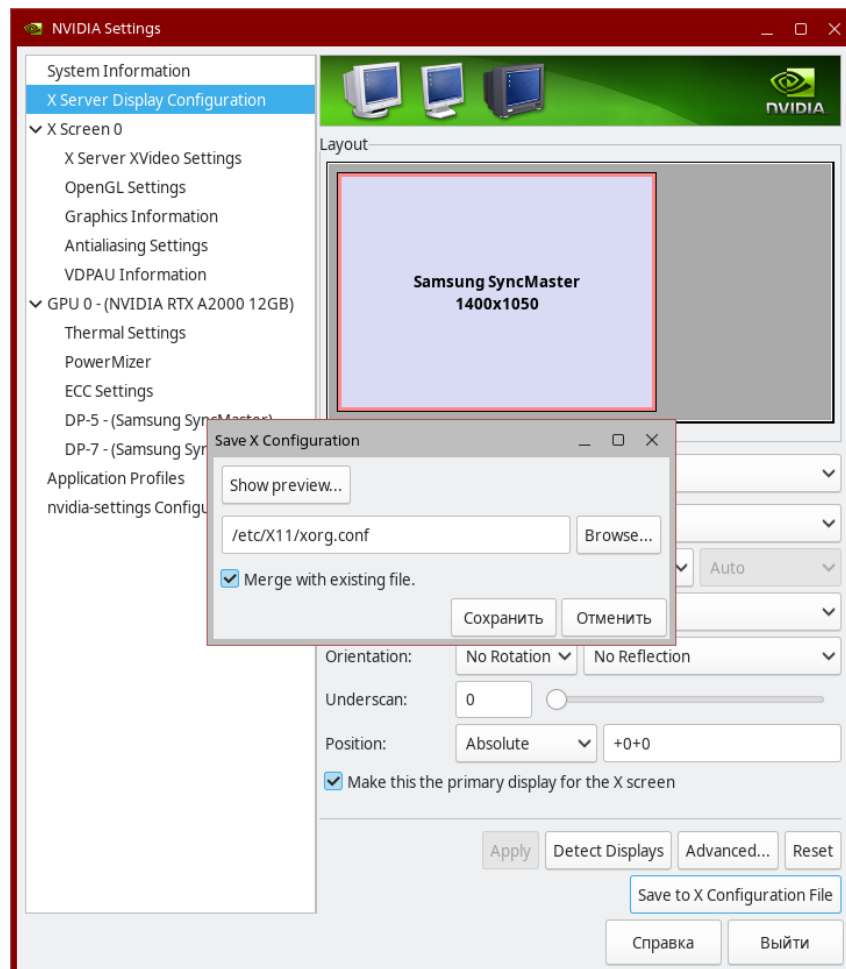 NVIDIA Settings
System Information
X Server Display Configuration
X Screen 0
X Server XVideo Settings
OpenGL Settings
Graphics Information
Antialiasing Settings
VDPAU Information
GPU 0 - (NVIDIA RTX A2000 12GB)
Thermal Settings
PowerMizer
ECC Settings
DP-5 - (Samsung SyncMaster)
DP-7 - (Samsung
Application Profiles
nvidia-settings
NVIDIA.
Layout
Samsung SyncMaster
1400x1050
Save X Configuration
Show preview...
/etc/X11/xorg.conf
Browse...
Merge with existing file.
Сохранить
Отменить
Auto
Orientation:
No Rotation
No Reflection
Underscan:
0
Position:
Absolute
+0+0
Make this the primary display for the X screen
Apply
Detect Displays
Advanced...
Reset
Save to X Configuration File
Справка
Выйти